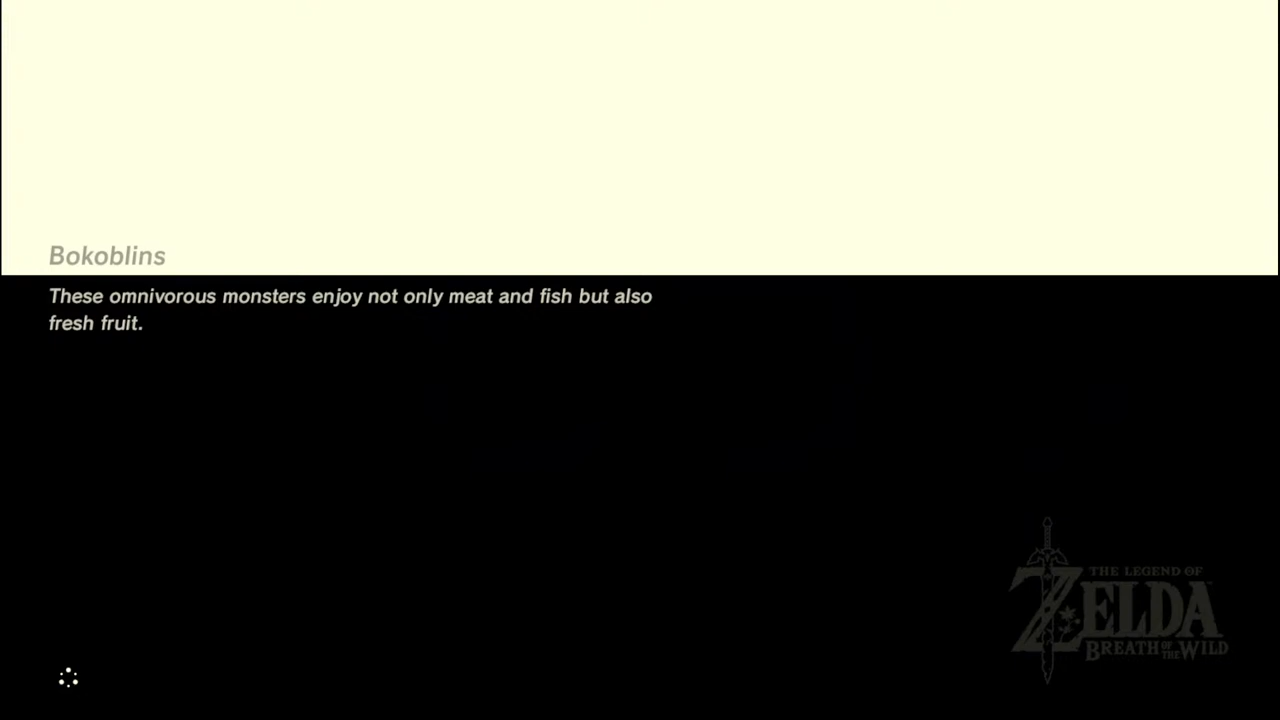 Bokoblins
These omnivorous monsters enjoy not only meat and fish but also
fresh fruit.
THE LEGEND OF
ZELDA
BREATH OF THE WILD